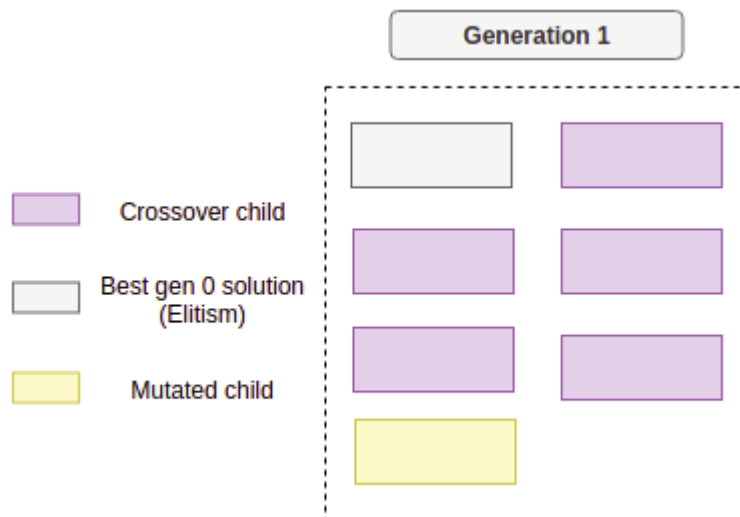 Generation 1
Crossover child
Best gen 0 solution
(Elitism)
Mutated child